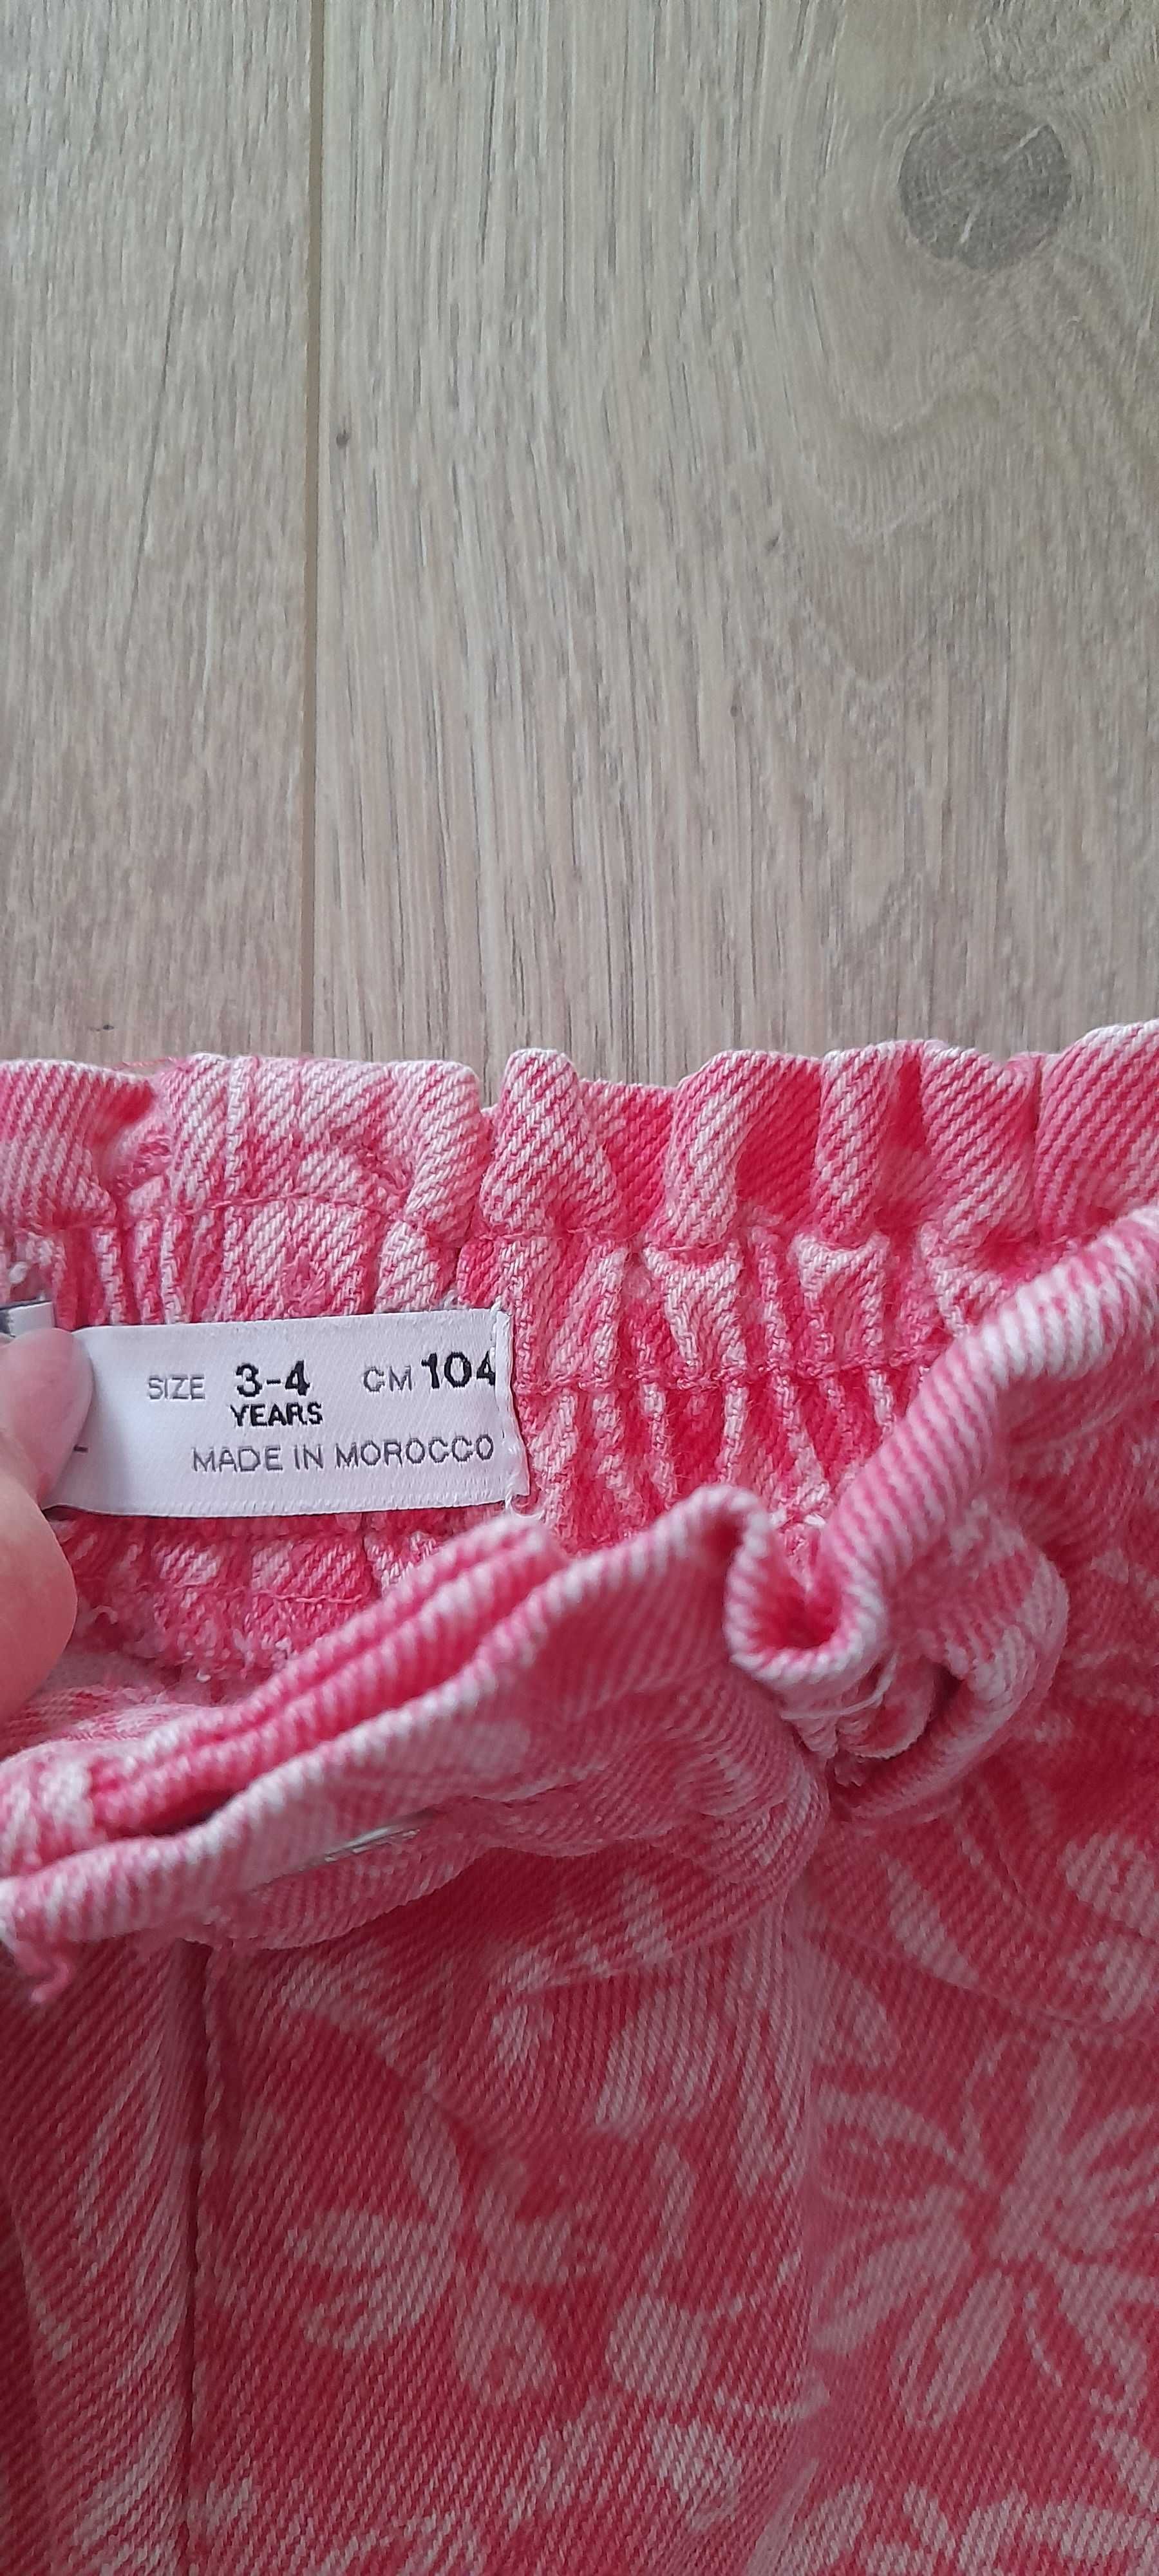 SIZE 3-4 CM 104
YEARS
MADE IN MOROCCO